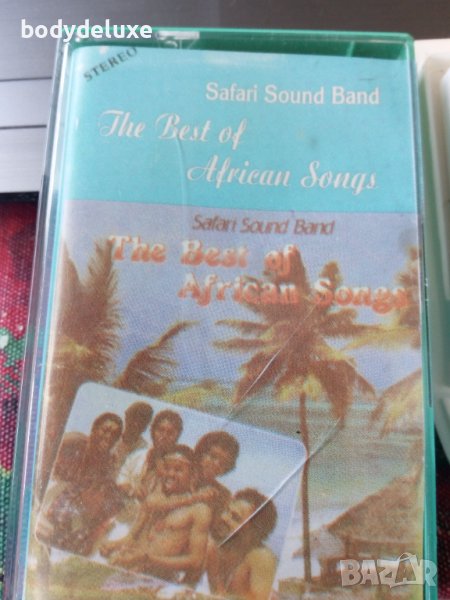 bodydeluxe
STEREO
Safari Sound Band
The Best of
African Songs
Safari Sound Band
The Best of
African Songs
BAZAR